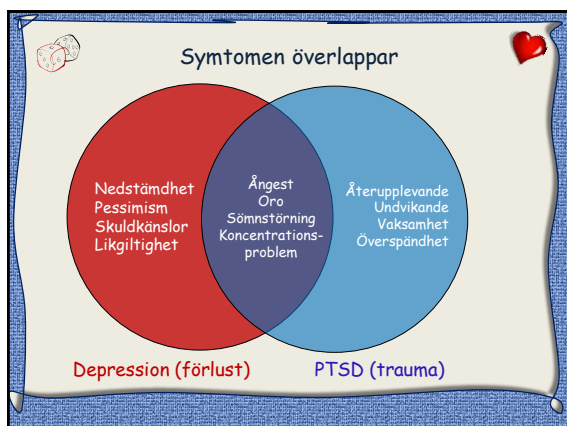 Symtomen överlappar
Nedstämdhet
Pessimism
Skuldkänslor
Likgiltighet
Ångest
Oro
Sömnstörning
Koncentrations-
problem
Återupplevande
Undvikande
Vaksamhet
Överspändhet
Depression (förlust)
PTSD (trauma)